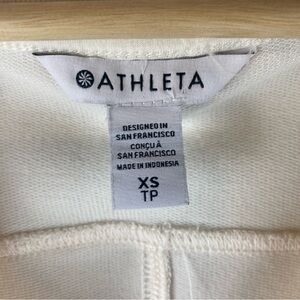 ATHLETA
DESIGNED IN
SAN FRANCISCO
CONÇU À
SAN FRANCISCO
MADE IN INDONESIA
XS
TP